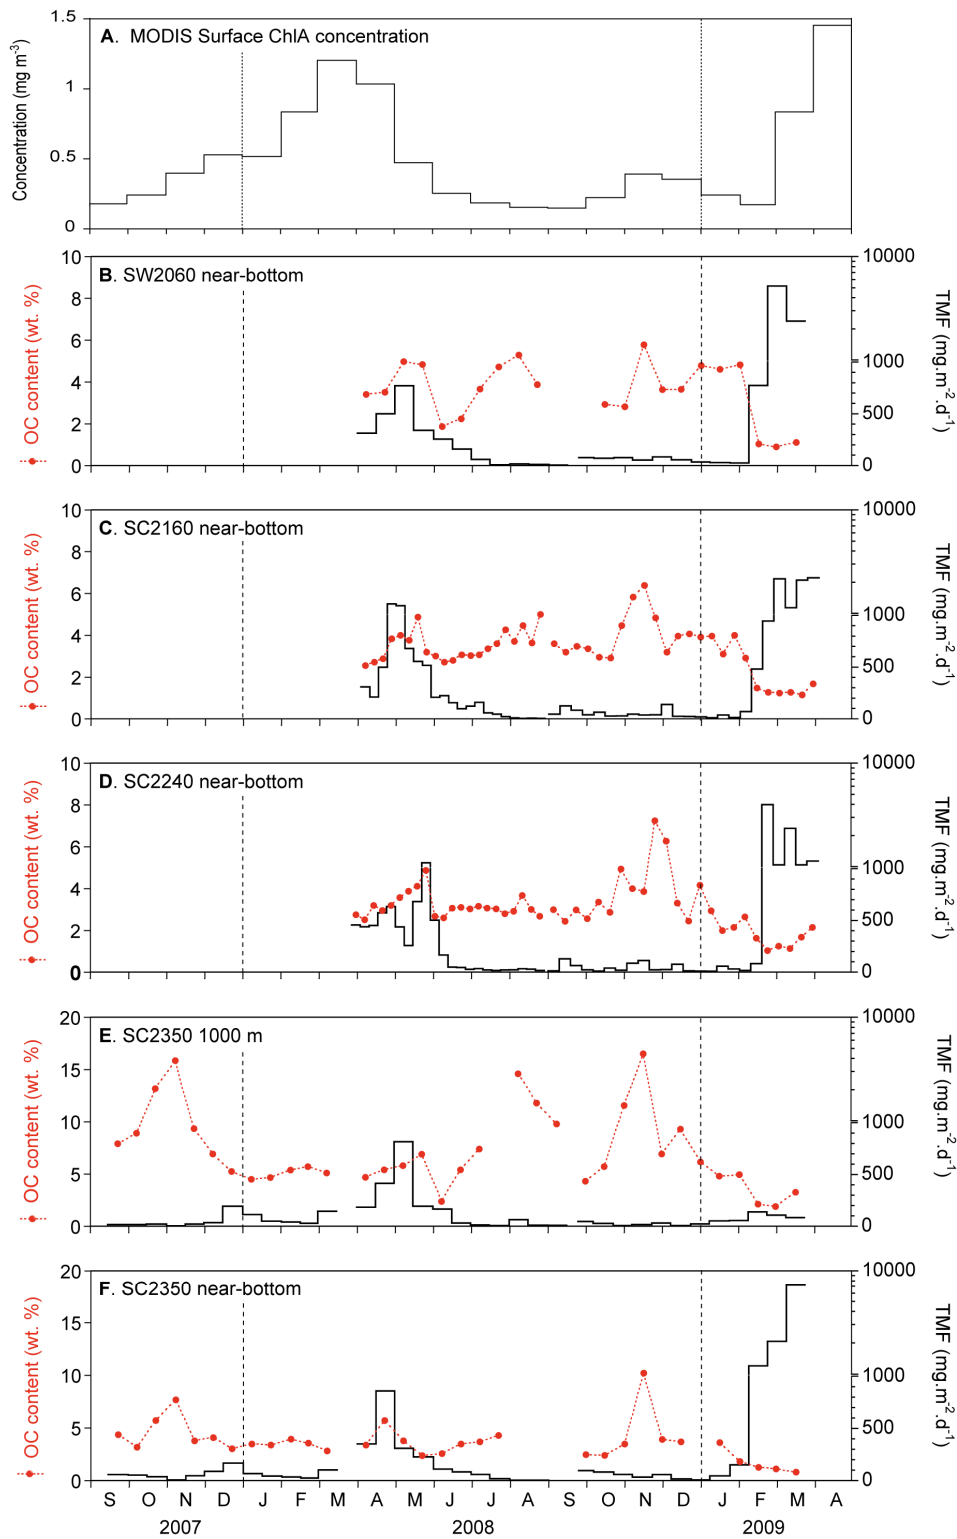 A. MODIS Surface ChlA concentration
Concentration (mg m-3)
1.5
1
0.5
0
B. SW2060 near-bottom
OC content (wt. %)
10
8
6
4
2
0
10000
1000
500
0
TMF (mg.m-2.d-1)
C. SC2160 near-bottom
OC content (wt. %)
10
8
6
4
2
0
10000
1000
500
0
TMF (mg.m-2.d-1)
D. SC2240 near-bottom
OC content (wt. %)
10
8
6
4
2
0
10000
1000
500
0
TMF (mg.m-2.d-1)
E. SC2350 1000 m
OC content (wt. %)
20
15
10
5
0
10000
1000
500
0
TMF (mg.m-2.d-1)
F. SC2350 near-bottom
OC content (wt. %)
20
15
10
5
0
10000
1000
500
0
TMF (mg.m-2.d-1)
S O N D J F M A M J J A S O N D J F M A
2007 2008 2009